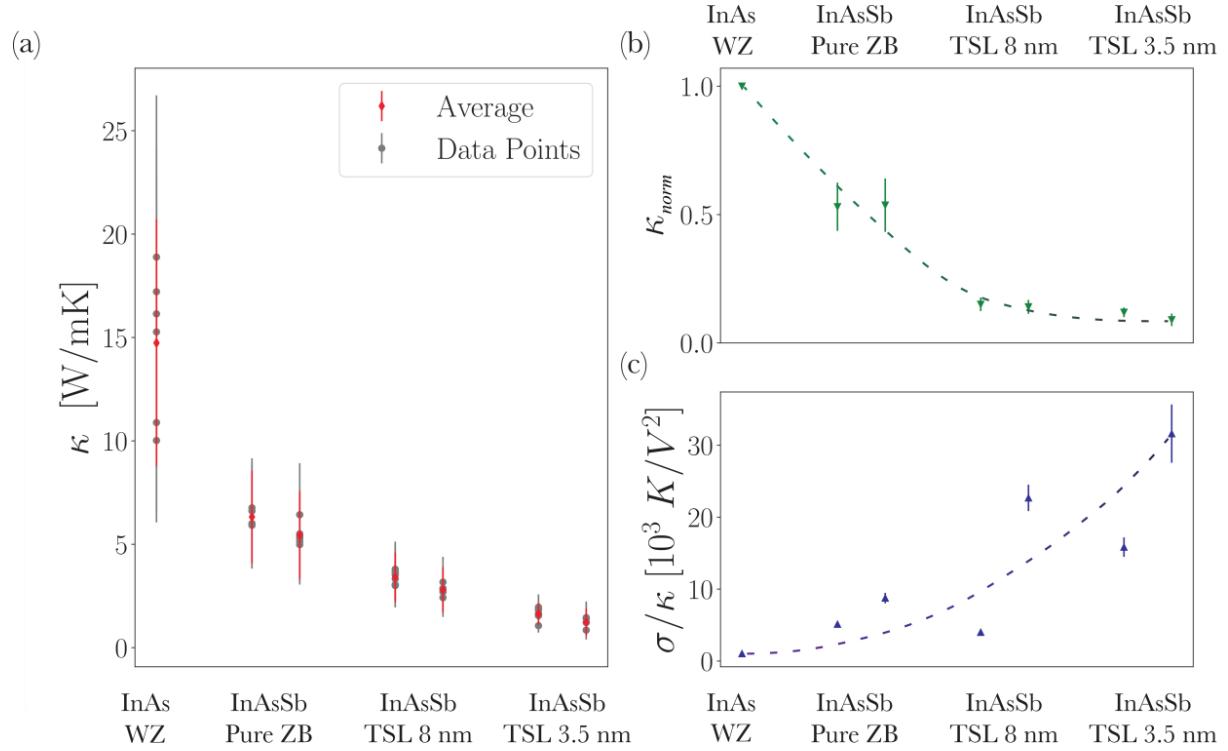 (a)
25
20
15
10
5
0
κ [W/mK]
Average
Data Points
InAs
WZ
InAsSb
Pure ZB
InAsSb
TSL 8 nm
InAsSb
TSL 3.5 nm
InAs
WZ
InAsSb
Pure ZB
InAsSb
TSL 8 nm
InAsSb
TSL 3.5 nm
(b)
1.0
0.5
0.0
κnorm
(c)
30
20
10
0
σ/κ [10³ K/V²]
InAs
WZ
InAsSb
Pure ZB
InAsSb
TSL 8 nm
InAsSb
TSL 3.5 nm